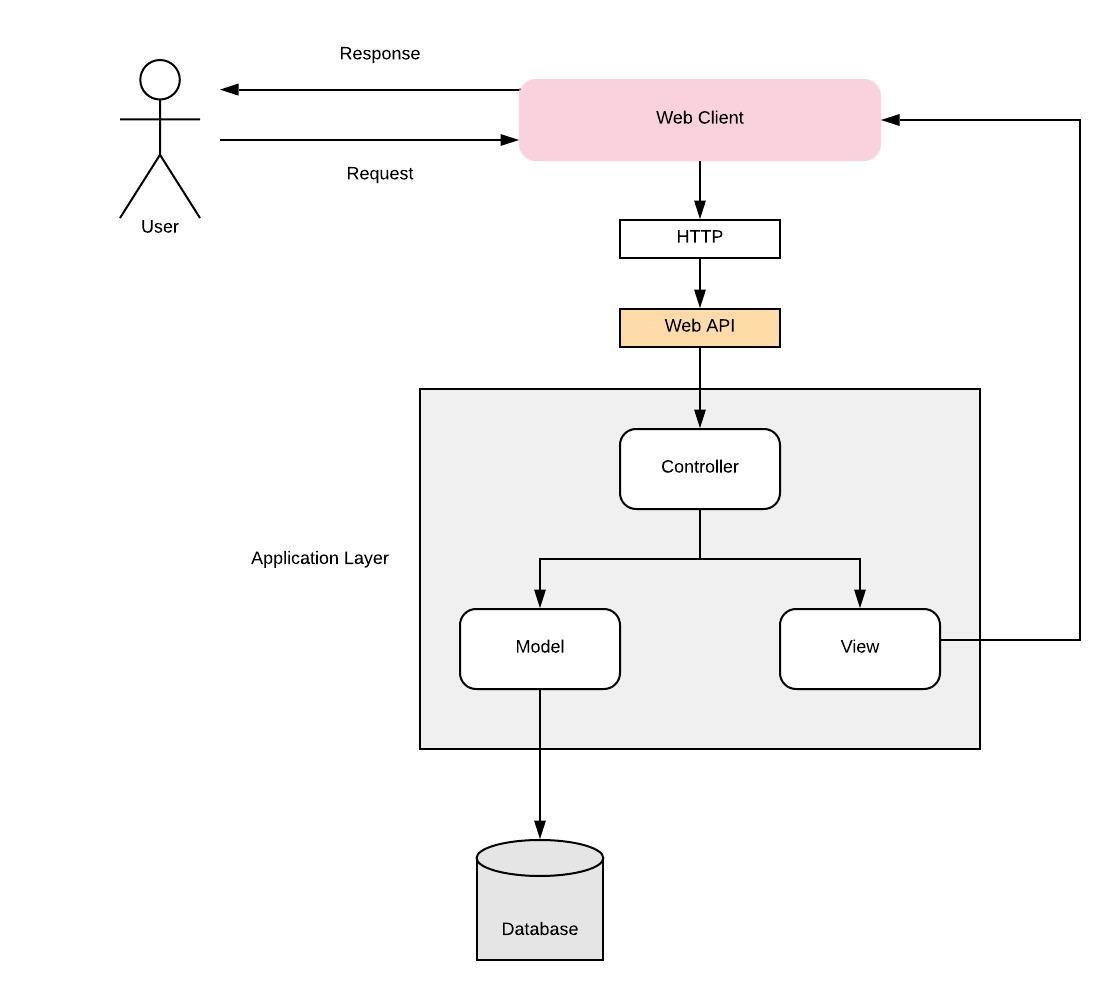 Response
Web Client
Request
User
HTTP
Web API
Controller
Application Layer
Model
View
Database